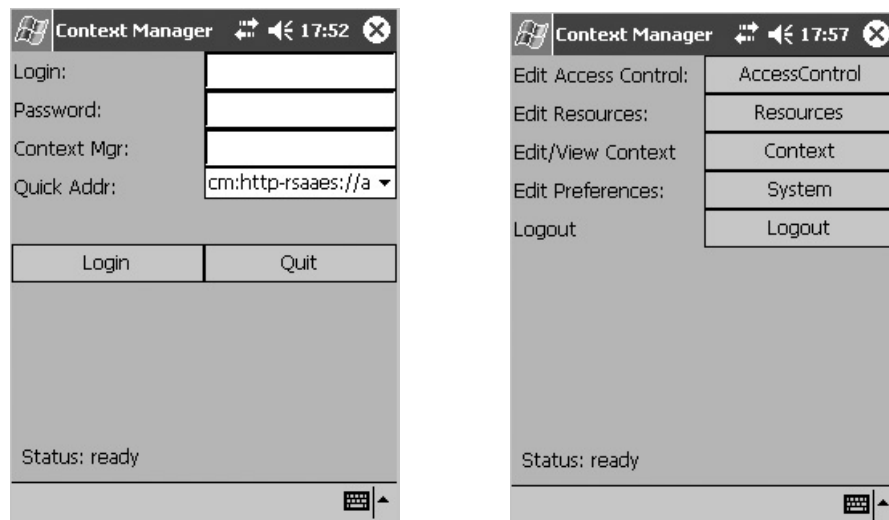 Context Manager 17:52
Login:
Password:
Context Mgr:
Quick Addr: cm:http-rsaaes://a
Login Quit
Status: ready
Context Manager 17:57
Edit Access Control: AccessControl
Edit Resources: Resources
Edit/View Context Context
Edit Preferences: System
Logout Logout
Status: ready